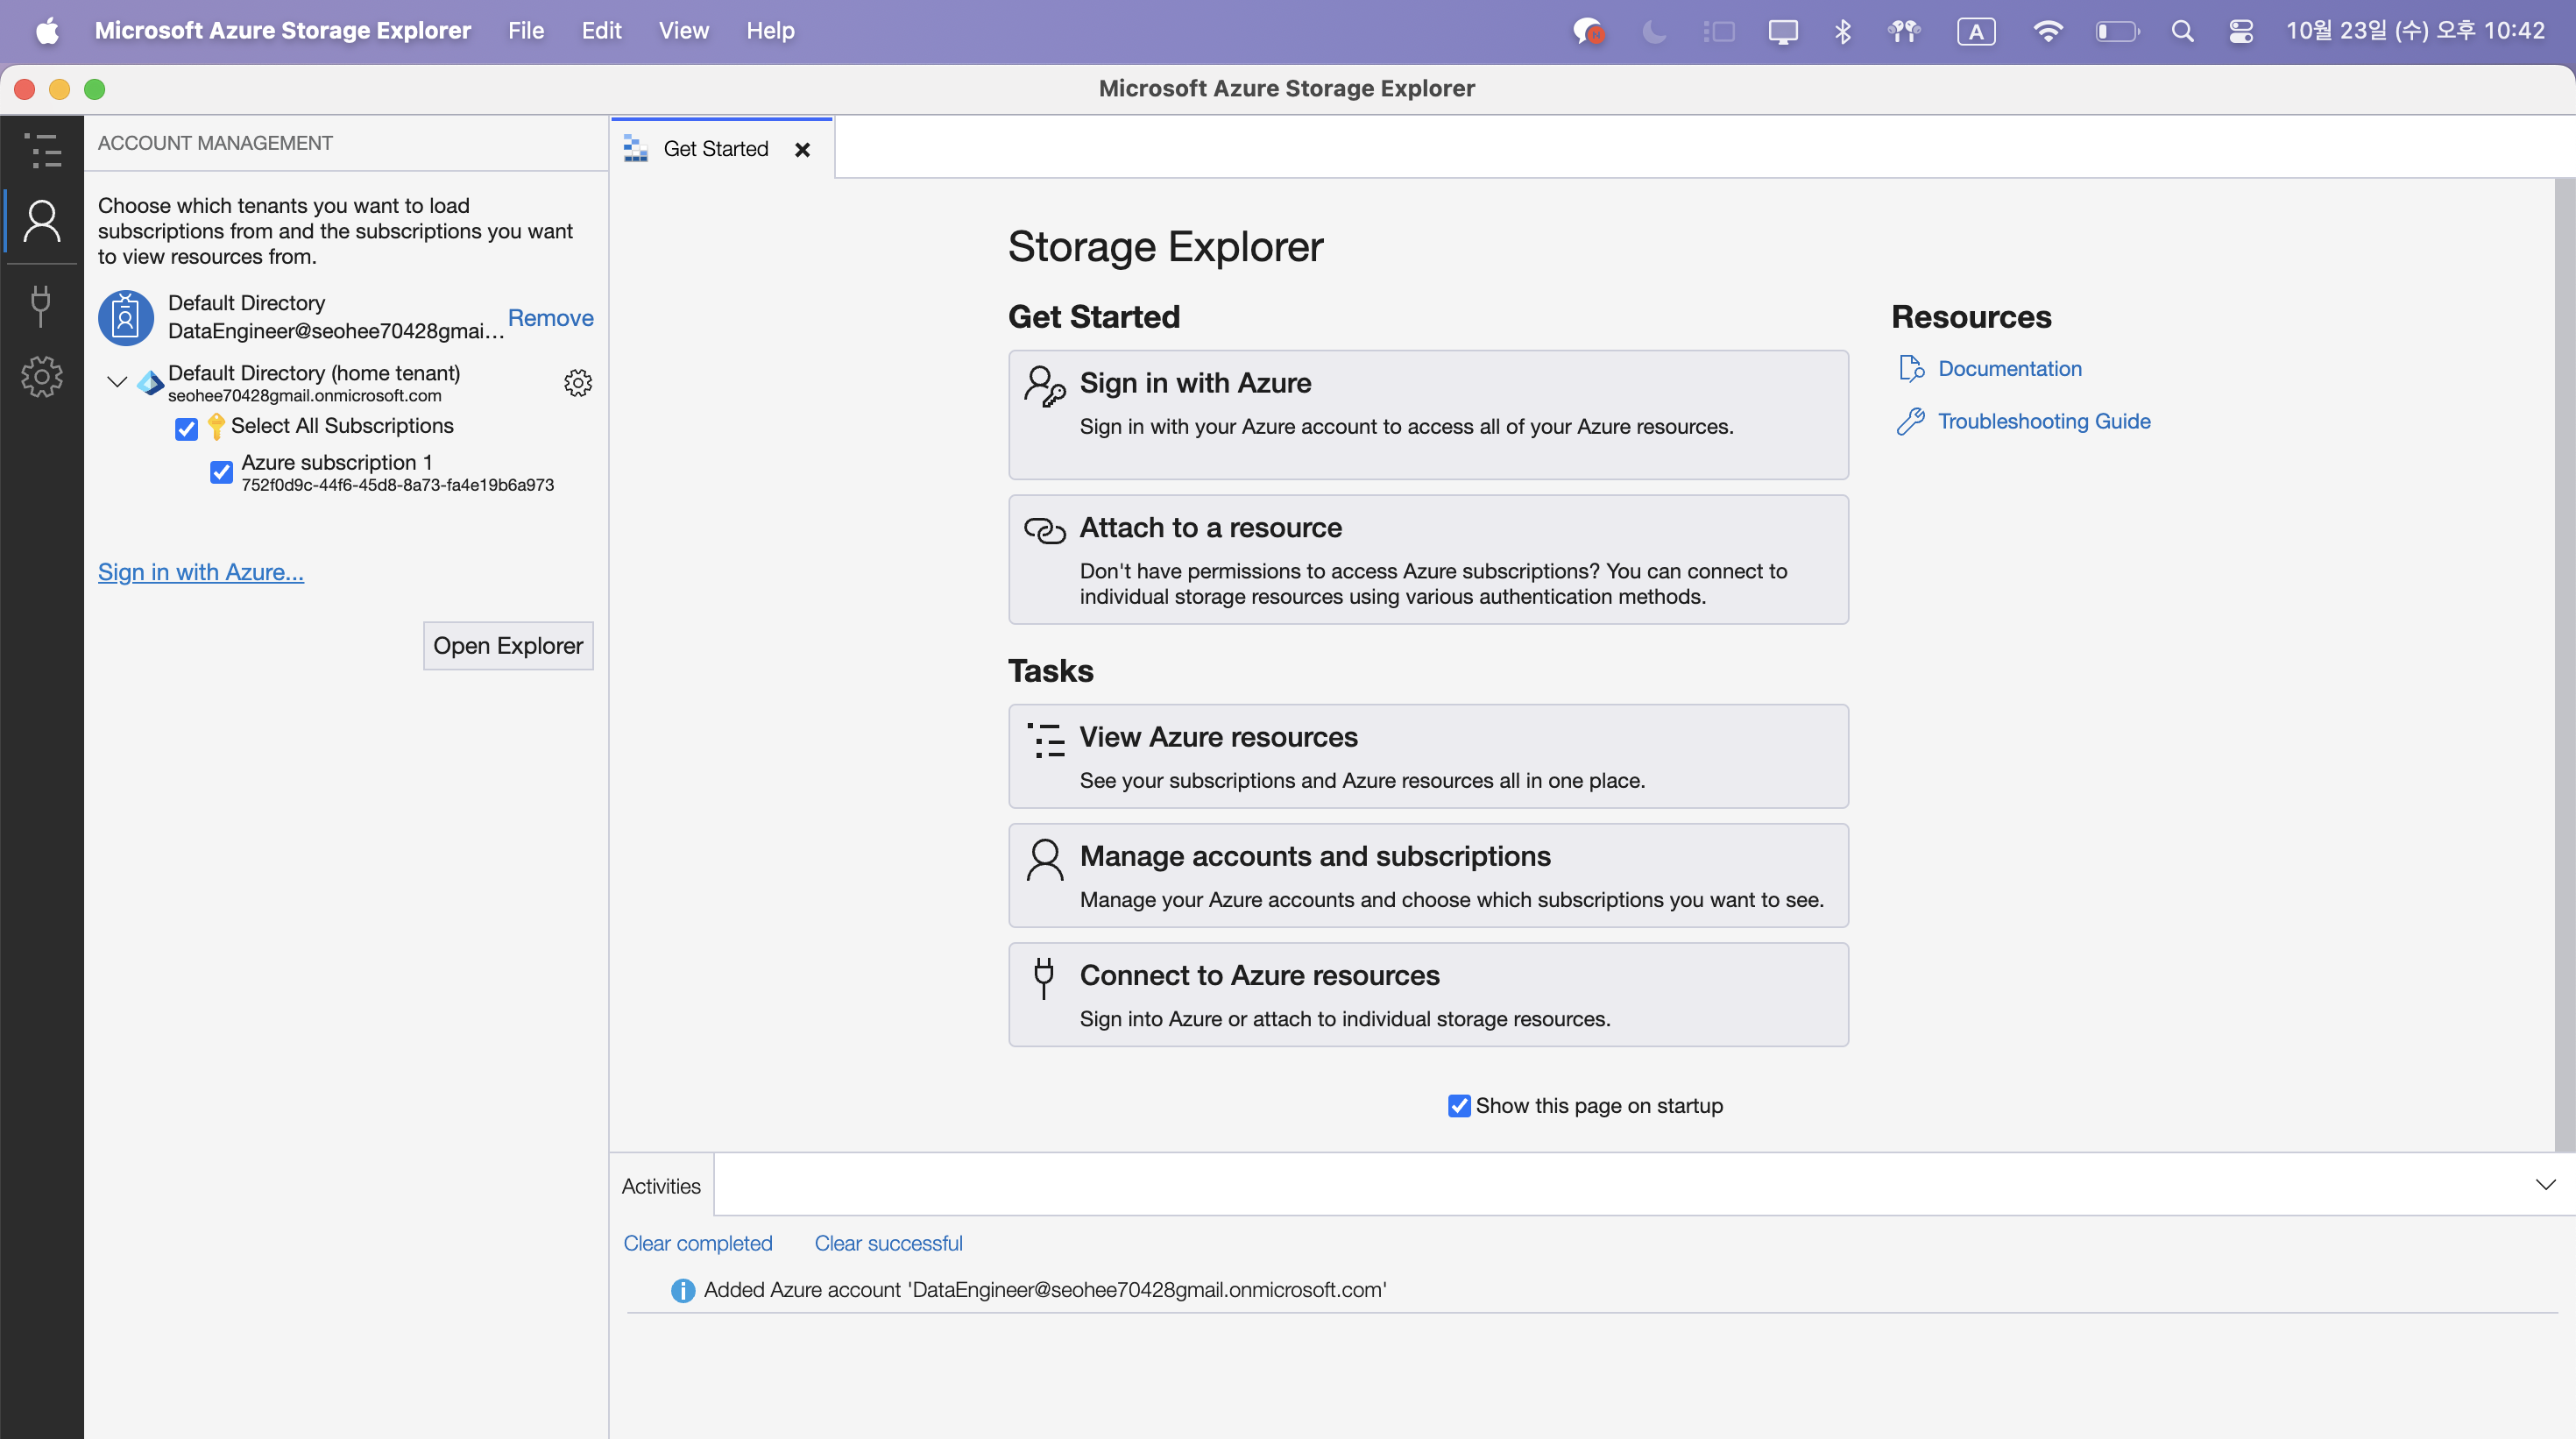 Microsoft Azure Storage Explorer File Edit View Help A 10월 23일 (수) 오후 10:42
Microsoft Azure Storage Explorer
ACCOUNT MANAGEMENT
Choose which tenants you want to load
subscriptions from and the subscriptions you want
to view resources from.
Default Directory
DataEngineer@seohee70428gmai...
Remove
Default Directory (home tenant)
seohee70428gmail.onmicrosoft.com
Select All Subscriptions
Azure subscription 1
752f0d9c-44f6-45d8-8a73-fa4e19b6a973
Sign in with Azure...
Open Explorer
Get Started
Storage Explorer
Get Started
Sign in with Azure
Sign in with your Azure account to access all of your Azure resources.
Attach to a resource
Don't have permissions to access Azure subscriptions? You can connect to
individual storage resources using various authentication methods.
Tasks
View Azure resources
See your subscriptions and Azure resources all in one place.
Manage accounts and subscriptions
Manage your Azure accounts and choose which subscriptions you want to see.
Connect to Azure resources
Sign into Azure or attach to individual storage resources.
Show this page on startup
Resources
Documentation
Troubleshooting Guide
Activities
Clear completed Clear successful
Added Azure account 'DataEngineer@seohee70428gmail.onmicrosoft.com'